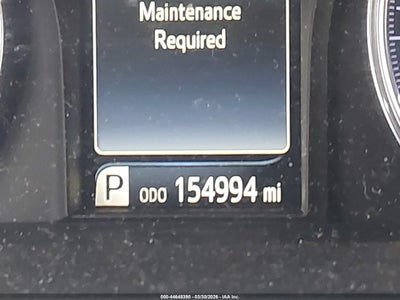 Maintenance
Required
P ODO 154994 mi
000-44648390 - 03/30/2026 - IAA Inc.